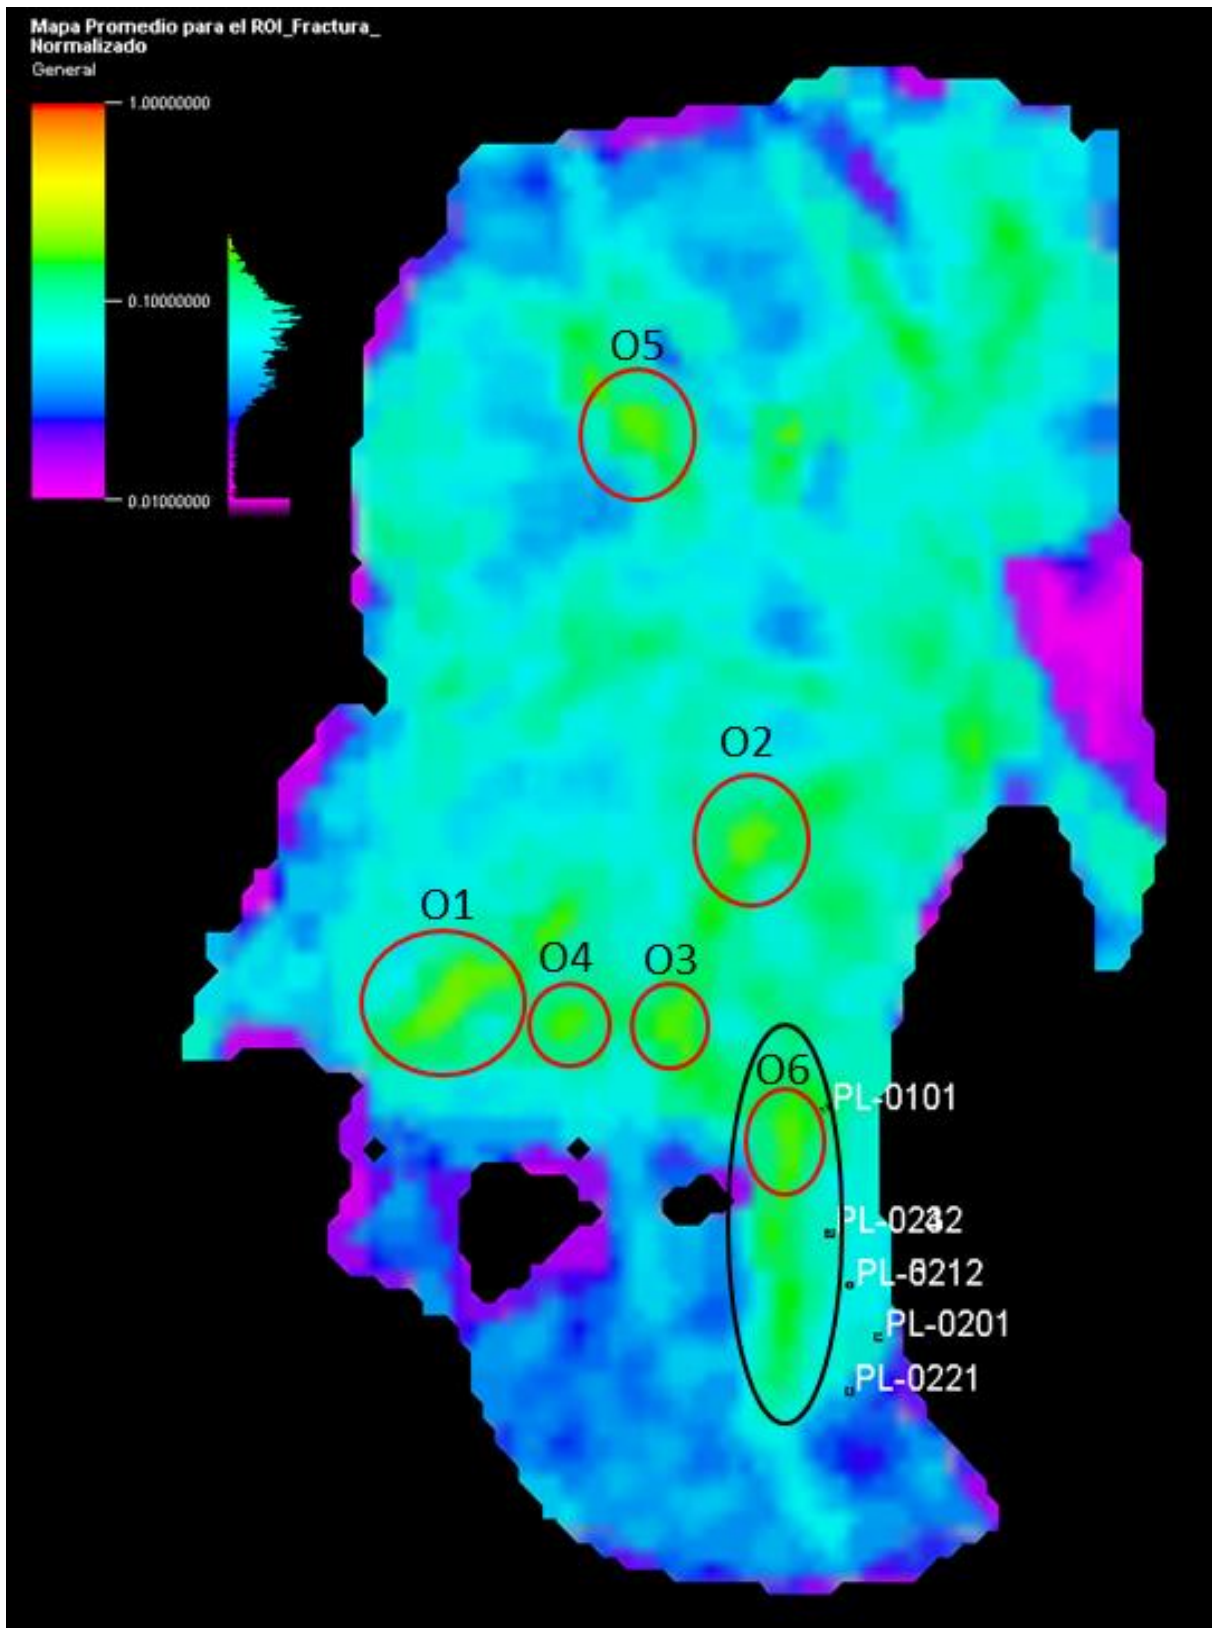 Mapa Promedio para el ROI_Fractura_
Normalizado
General
1.00000000
0.10000000
0.01000000
O5
O2
O1
O4
O3
O6
PL-0101
PL-0212
PL-0201
PL-0221